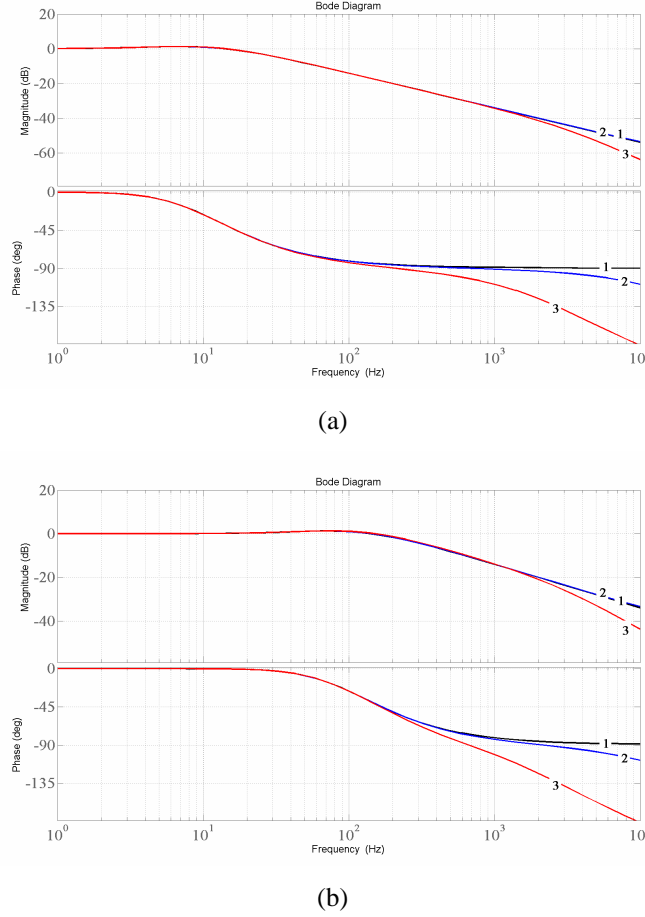 Bode Diagram
20
0
-20
-40
-60
Magnitude (dB)
2 1
3
0
-45
-90
-135
Phase (deg)
1
2
3
10^0 10^1 10^2 10^3 10
Frequency (Hz)
(a)
Bode Diagram
20
0
-20
-40
Magnitude (dB)
2 1
3
0
-45
-90
-135
Phase (deg)
1
2
3
10^0 10^1 10^2 10^3 10
Frequency (Hz)
(b)